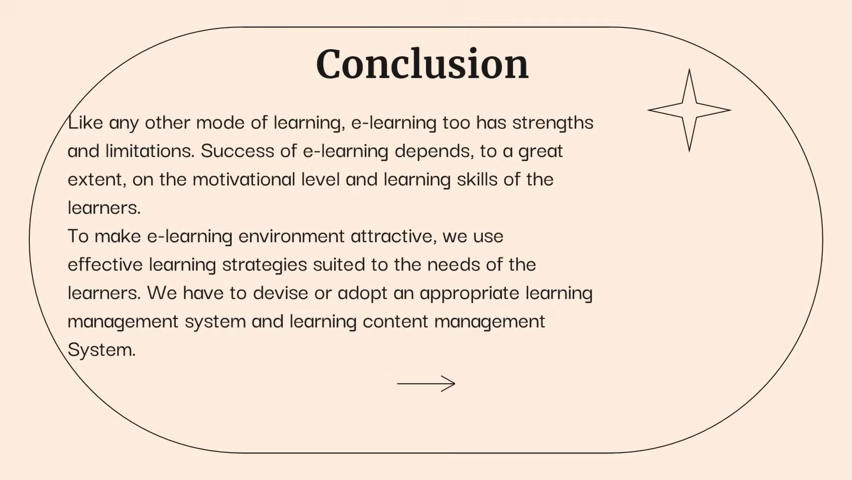 Conclusion
Like any other mode of learning, e-learning too has strengths
and limitations. Success of e-learning depends, to a great
extent, on the motivational level and learning skills of the
learners.
To make e-learning environment attractive, we use
effective learning strategies suited to the needs of the
learners. We have to devise or adopt an appropriate learning
management system and learning content management
System.